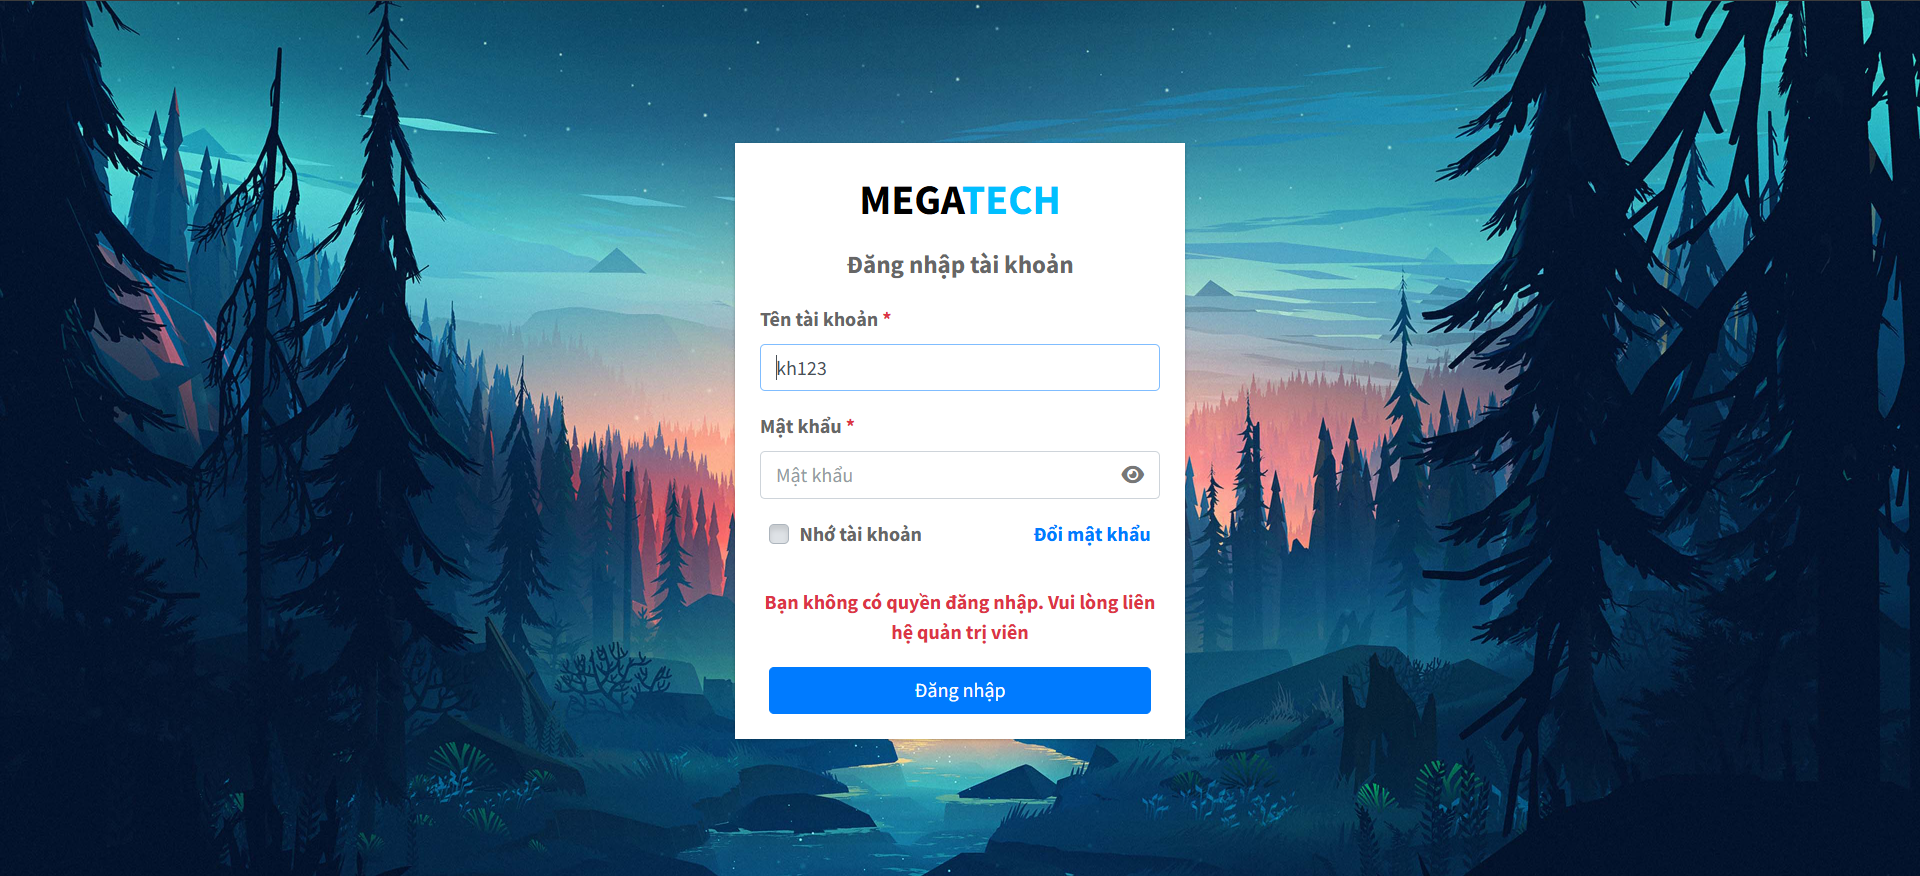 MEGATECH
Đăng nhập tài khoản
Tên tài khoản *
kh123
Mật khẩu *
Mật khẩu
Nhớ tài khoản
Đổi mật khẩu
Bạn không có quyền đăng nhập. Vui lòng liên
hệ quản trị viên
Đăng nhập